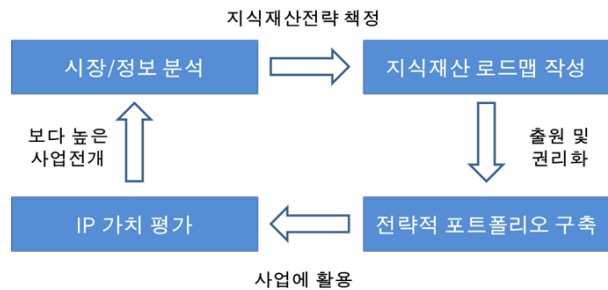 지식재산전략 책정
시장/정보 분석
지식재산 로드맵 작성
보다 높은
사업전개
출원 및
권리화
IP 가치 평가
전략적 포트폴리오 구축
사업에 활용